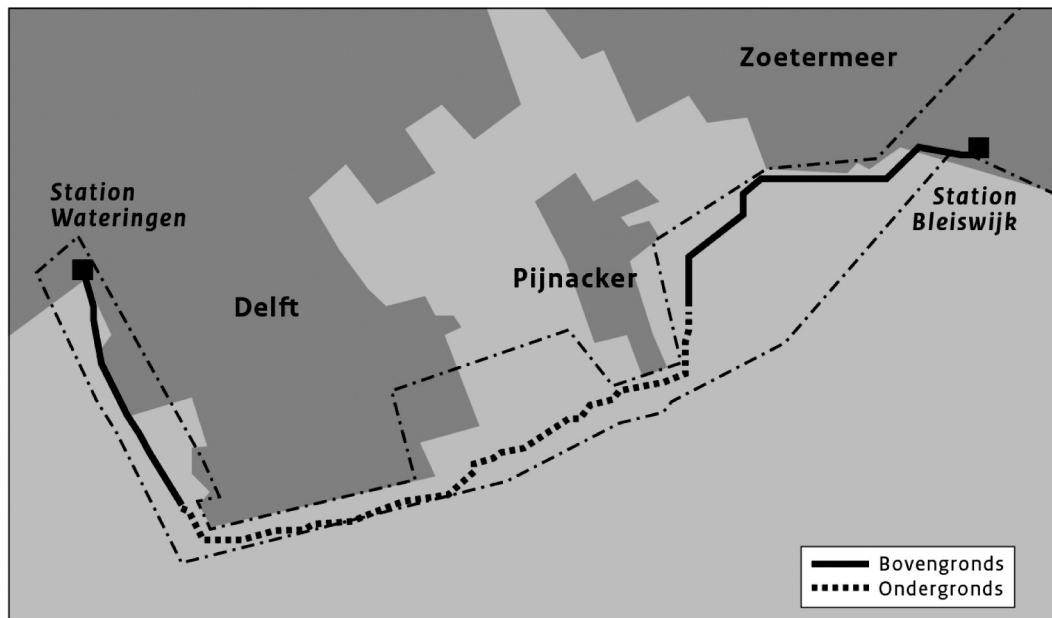 Zoetermeer
Station
Wateringen
Station
Bleiswijk
Pijnacker
Delft
Bovengronds
Ondergronds